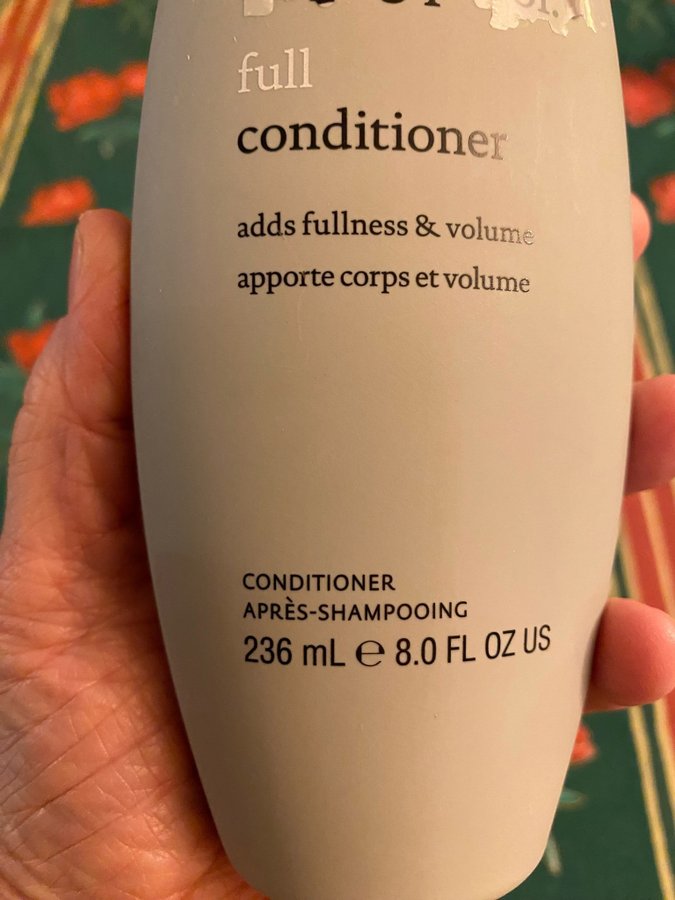 full
conditioner
adds fullness & volume
apporte corps et volume
CONDITIONER
APRÈS-SHAMPOOING
236 mL ℮ 8.0 FL OZ US